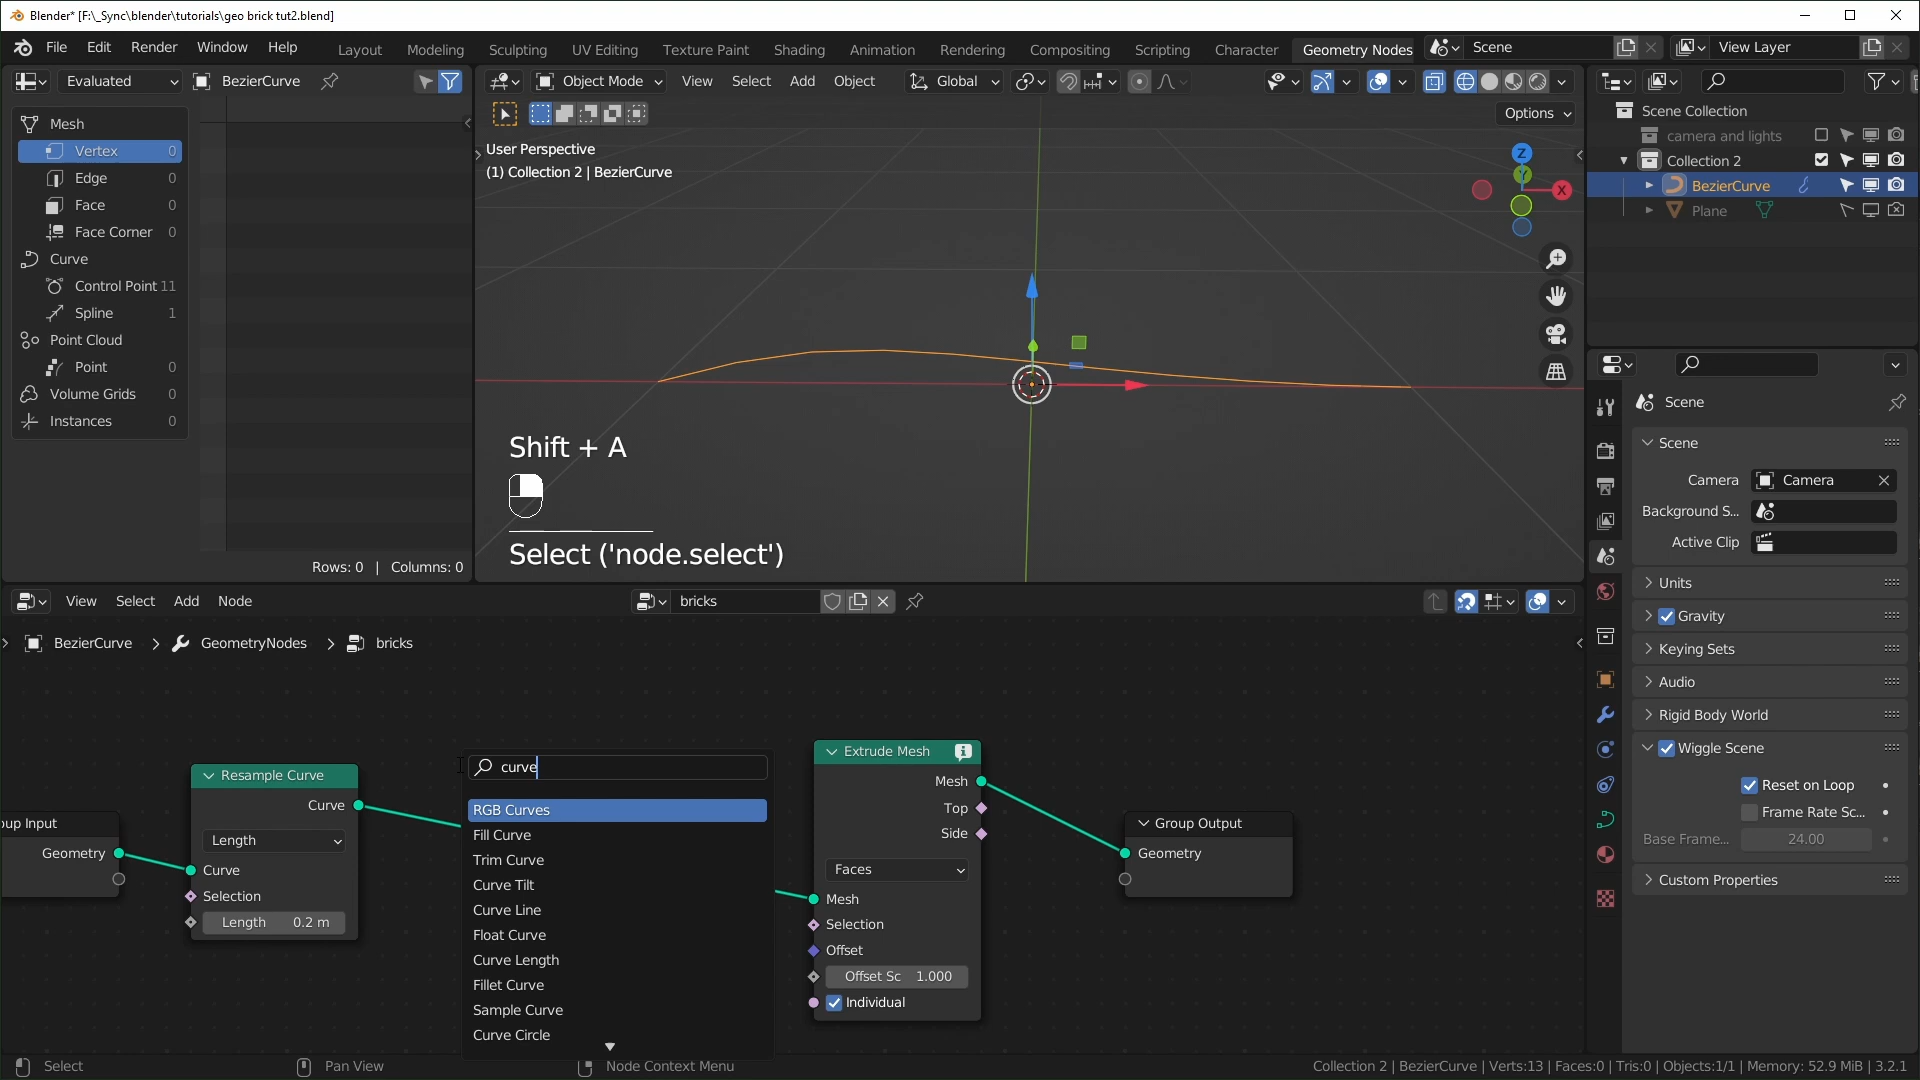 Blender* [F:\_Sync\blender\tutorials\geo brick tut2.blend]
File Edit Render Window Help
Layout Modeling Sculpting UV Editing Texture Paint Shading Animation Rendering Compositing Scripting Character Geometry Nodes
Scene
View Layer
Evaluated BezierCurve
Object Mode View Select Add Object Global
Options
Mesh
Vertex 0
Edge 0
Face 0
Face Corner 0
Curve
Control Point 11
Spline 1
Point Cloud
Point 0
Volume Grids 0
Instances 0
Rows: 0 | Columns: 0
User Perspective
(1) Collection 2 | BezierCurve
Z
Y
X
Shift + A
Select ('node.select')
Scene Collection
camera and lights
Collection 2
BezierCurve
Plane
Scene
Scene
Camera Camera
Background S...
Active Clip
Units
Gravity
Keying Sets
Audio
Rigid Body World
Wiggle Scene
Reset on Loop
Frame Rate Sc...
Base Frame... 24.00
Custom Properties
View Select Add Node
bricks
BezierCurve > GeometryNodes > bricks
oup Input
Geometry
Resample Curve
Curve
Length
Curve
Selection
Length 0.2 m
curve
RGB Curves
Fill Curve
Trim Curve
Curve Tilt
Curve Line
Float Curve
Curve Length
Fillet Curve
Sample Curve
Curve Circle
Extrude Mesh
Mesh
Top
Side
Faces
Mesh
Selection
Offset
Offset Sc 1.000
Individual
Group Output
Geometry
Select
Pan View
Node Context Menu
Collection 2 | BezierCurve | Verts:13 | Faces:0 | Tris:0 | Objects:1/1 | Memory: 52.9 MiB | 3.2.1